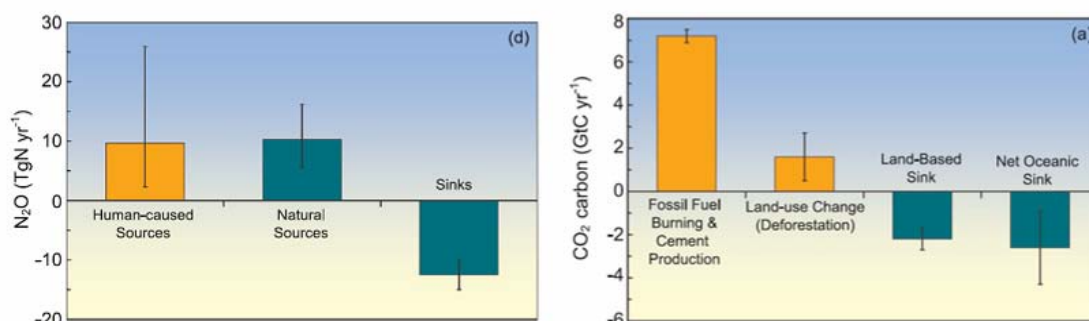 30
(d)
20
10
0
-10
-20
N₂O (TgN yr⁻¹)
Human-caused
Sources
Natural
Sources
Sinks
8
(a)
6
4
2
0
-2
-4
-6
CO₂ carbon (GtC yr⁻¹)
Fossil Fuel
Burning &
Cement
Production
Land-use Change
(Deforestation)
Land-Based
Sink
Net Oceanic
Sink